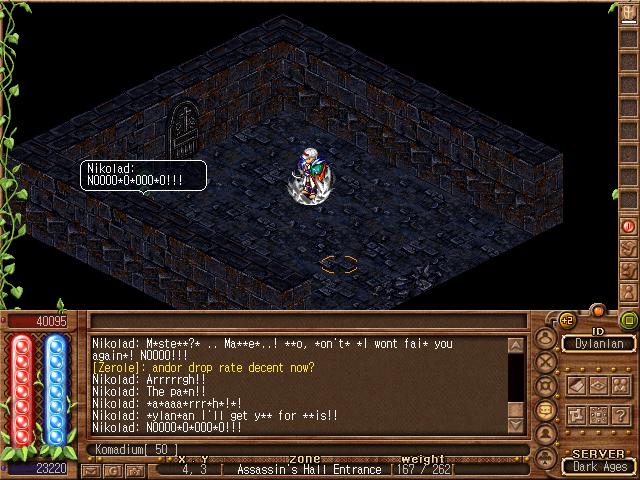 Nikolad:
NOOOO*O*OOO*O!!!
40095
Nikolad: M*ste**?* .. Ma**e*..! **o, *on't* *I wont fai* you
again*! NOOO!!!
[Zerole]: andor drop rate decent now?
Nikolad: Arrrrrgh!!
Nikolad: The pa*n!!
Nikolad: *a*aaa*rrr*h*!*!
Nikolad: *ylan*an I'll get y** for **is!!
Nikolad: NOOOO*O*OOO*O!!!
Komadium[ 50 ]
x y zone weight
23220
4, 3 [ Assassin's Hall Entrance [167 / 262[
+2
ID
Dylanlan
?
SERVER
Dark Ages